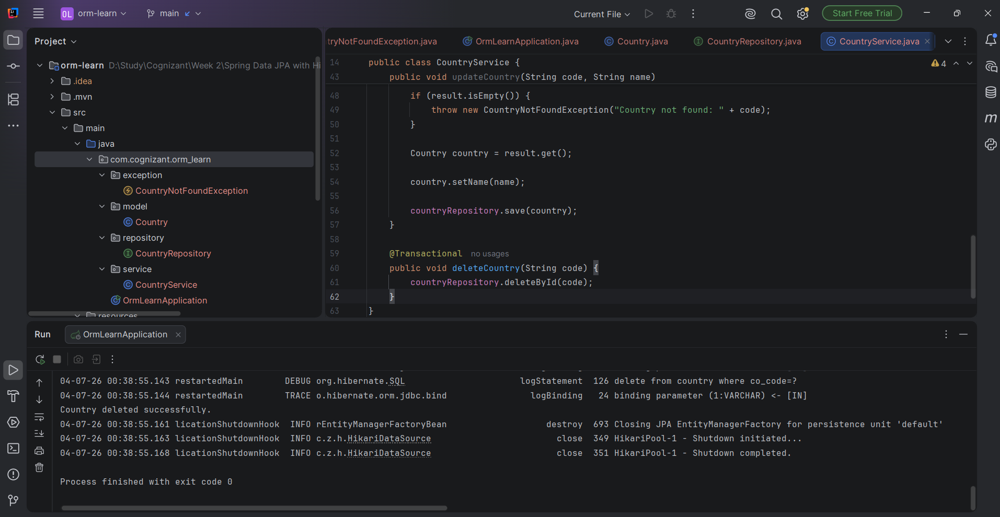 OL orm-learn main Current File Start Free Trial
Project
orm-learn D:\Study\Cognizant\Week 2\Spring Data JPA with Hi
.idea
.mvn
src
main
java
com.cognizant.orm_learn
exception
CountryNotFoundException
model
Country
repository
CountryRepository
service
CountryService
OrmLearnApplication
resources
tryNotFoundException.java OrmLearnApplication.java Country.java CountryRepository.java CountryService.java
14 public class CountryService {
4
43 public void updateCountry(String code, String name)
48 if (result.isEmpty()) {
49 throw new CountryNotFoundException("Country not found: " + code);
50 }
51
52 Country country = result.get();
53
54 country.setName(name);
55
56 countryRepository.save(country);
57 }
58
59 @Transactional no usages
60 public void deleteCountry(String code) {
61 countryRepository.deleteById(code);
62 }
63 }
Run OrmLearnApplication
04-07-26 00:38:55.143 restartedMain DEBUG org.hibernate.SQL logStatement 126 delete from country where co_code=?
04-07-26 00:38:55.144 restartedMain TRACE o.hibernate.orm.jdbc.bind logBinding 24 binding parameter (1:VARCHAR) <- [IN]
Country deleted successfully.
04-07-26 00:38:55.161 licationShutdownHook INFO rEntityManagerFactoryBean destroy 693 Closing JPA EntityManagerFactory for persistence unit 'default'
04-07-26 00:38:55.163 licationShutdownHook INFO c.z.h.HikariDataSource close 349 HikariPool-1 - Shutdown initiated...
04-07-26 00:38:55.168 licationShutdownHook INFO c.z.h.HikariDataSource close 351 HikariPool-1 - Shutdown completed.
Process finished with exit code 0